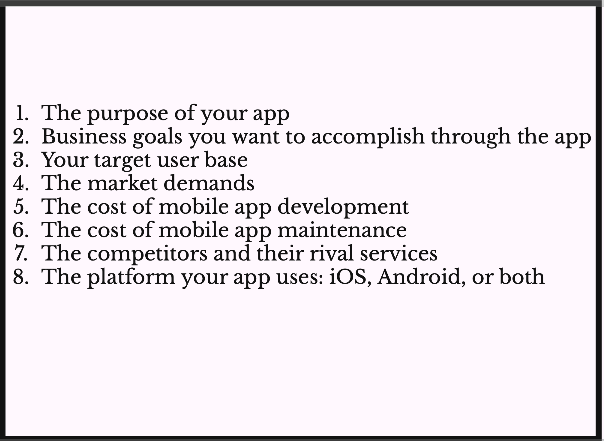 1. The purpose of your app
2. Business goals you want to accomplish through the app
3. Your target user base
4. The market demands
5. The cost of mobile app development
6. The cost of mobile app maintenance
7. The competitors and their rival services
8. The platform your app uses: iOS, Android, or both